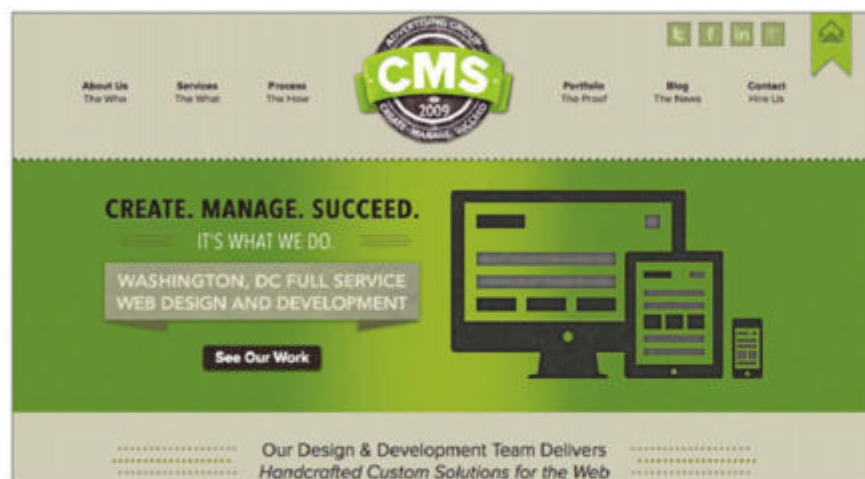 ADVERTISING GROUP
CMS
2009
CREATE · MANAGE · SUCCEED
About Us
The Who
Services
The What
Process
The How
Portfolio
The Proof
Blog
The News
Contact
Hire Us
CREATE. MANAGE. SUCCEED.
IT'S WHAT WE DO.
WASHINGTON, DC FULL SERVICE
WEB DESIGN AND DEVELOPMENT
See Our Work
Our Design & Development Team Delivers
Handcrafted Custom Solutions for the Web